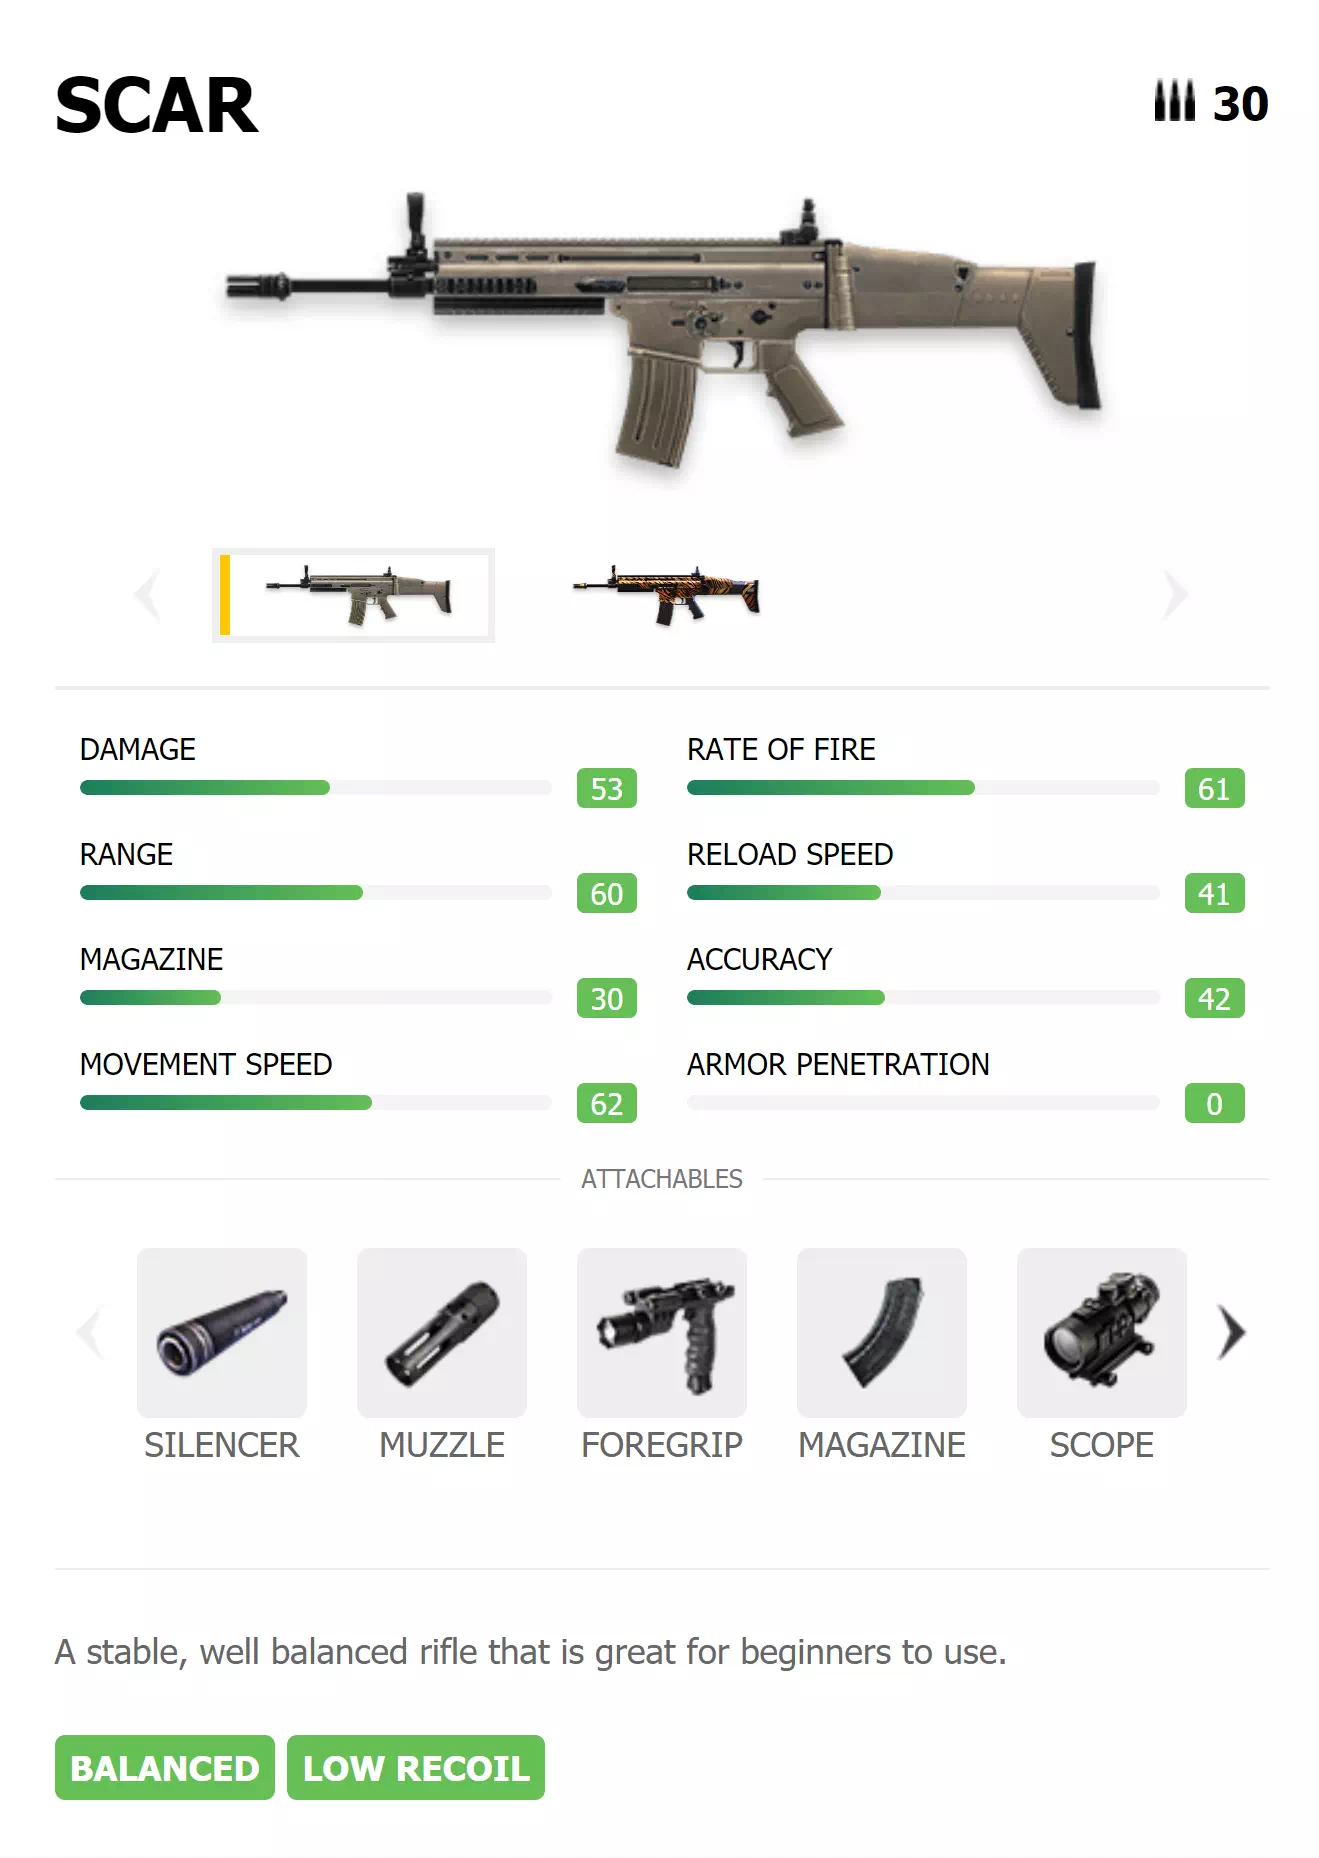 SCAR
30
DAMAGE
53
RATE OF FIRE
61
RANGE
60
RELOAD SPEED
41
MAGAZINE
30
ACCURACY
42
MOVEMENT SPEED
62
ARMOR PENETRATION
0
ATTACHABLES
SILENCER
MUZZLE
FOREGRIP
MAGAZINE
SCOPE
A stable, well balanced rifle that is great for beginners to use.
BALANCED
LOW RECOIL